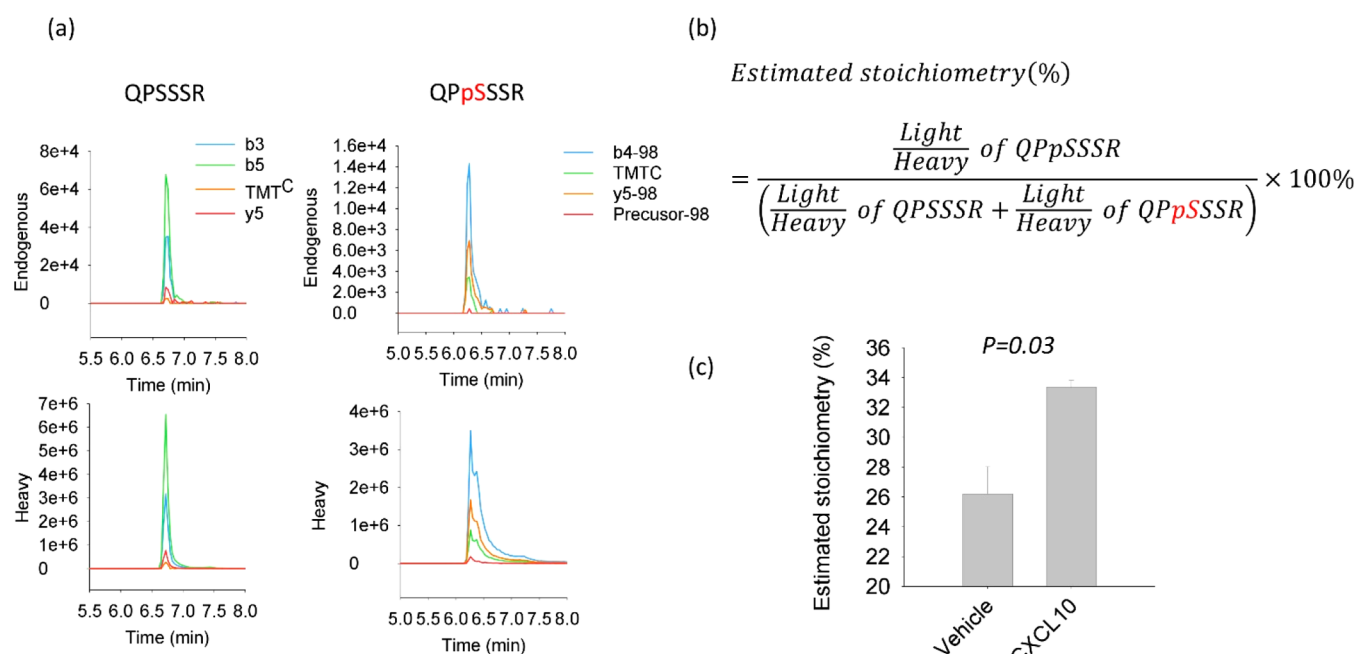 (a)
QPSSSR
b3
b5
TMTC
y5
Endogenous
8e+4
6e+4
4e+4
2e+4
0
5.5 6.0 6.5 7.0 7.5 8.0
Time (min)
QPpSSSR
b4-98
TMTC
y5-98
Precusor-98
Endogenous
1.6e+4
1.4e+4
1.2e+4
1.0e+4
8.0e+3
6.0e+3
4.0e+3
2.0e+3
0.0
5.0 5.5 6.0 6.5 7.0 7.5 8.0
Time (min)
Heavy
7e+6
6e+6
5e+6
4e+6
3e+6
2e+6
1e+6
0
5.5 6.0 6.5 7.0 7.5 8.0
Time (min)
Heavy
4e+6
3e+6
2e+6
1e+6
0
5.0 5.5 6.0 6.5 7.0 7.5 8.0
Time (min)
(b)
Estimated stoichiometry(%)
= Light/Heavy of QPpSSSR / (Light/Heavy of QPSSSR + Light/Heavy of QPpSSSR) × 100%
(c)
P=0.03
Estimated stoichiometry (%)
36
34
32
30
28
26
24
22
20
Vehicle
CXCL10